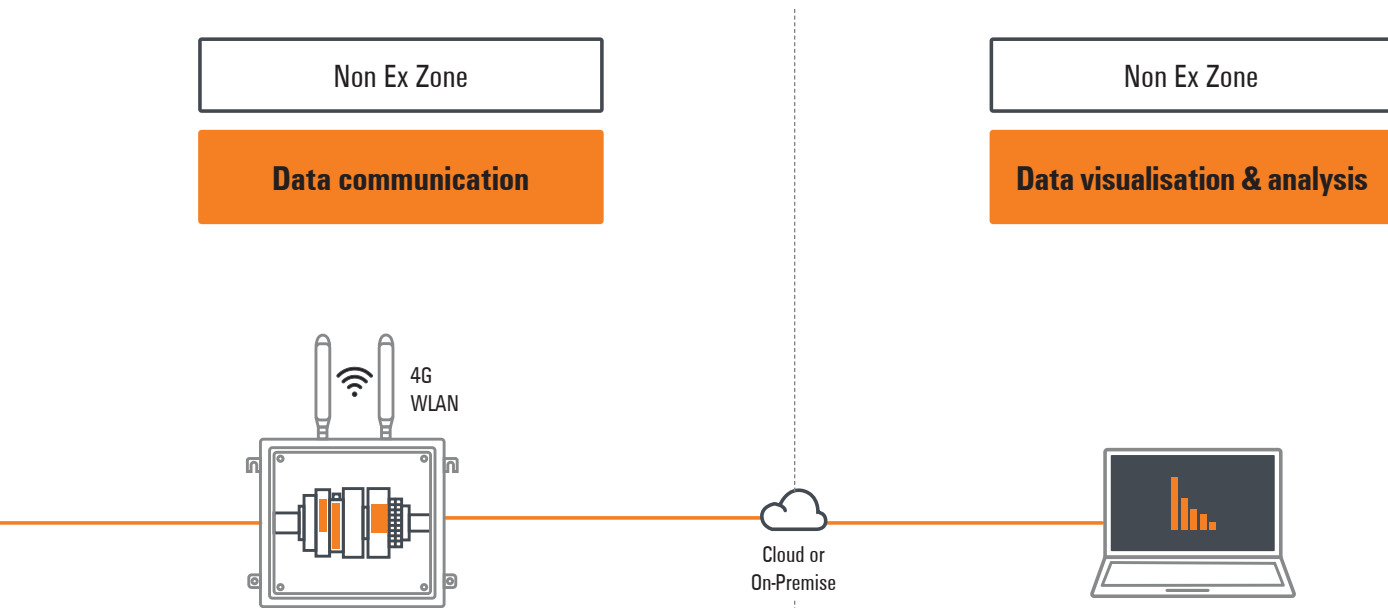 Non Ex Zone
Non Ex Zone
Data communication
Data visualisation & analysis
4G
WLAN
Cloud or
On-Premise